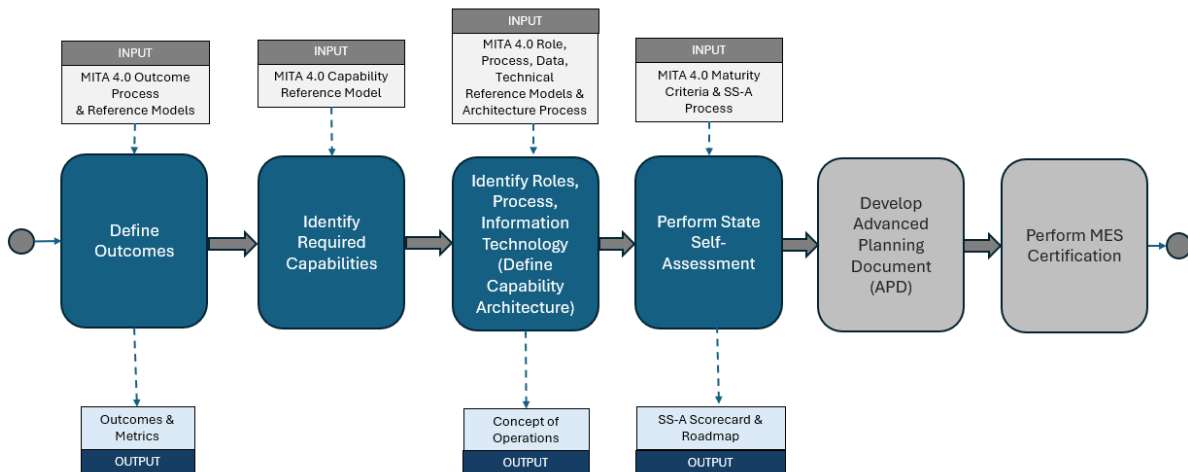 INPUT
MITA 4.0 Outcome
Process
& Reference Models
INPUT
MITA 4.0 Capability
Reference Model
INPUT
MITA 4.0 Role,
Process, Data,
Technical
Reference Models &
Architecture Process
INPUT
MITA 4.0 Maturity
Criteria & SS-A
Process
Define
Outcomes
Identify
Required
Capabilities
Identify Roles,
Process,
Information
Technology
(Define
Capability
Architecture)
Perform State
Self-
Assessment
Develop
Advanced
Planning
Document
(APD)
Perform MES
Certification
Outcomes &
Metrics
OUTPUT
Concept of
Operations
OUTPUT
SS-A Scorecard &
Roadmap
OUTPUT